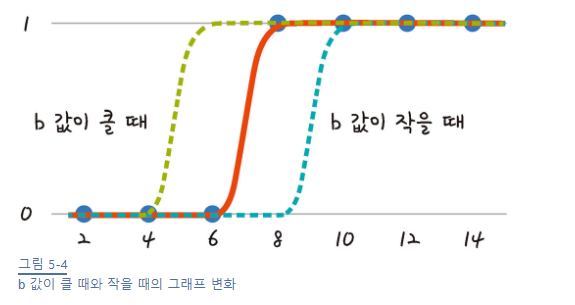 1
b 값이 클 때
b 값이 작을 때
0
2 4 6 8 10 12 14
그림 5-4
b 값이 클 때와 작을 때의 그래프 변화